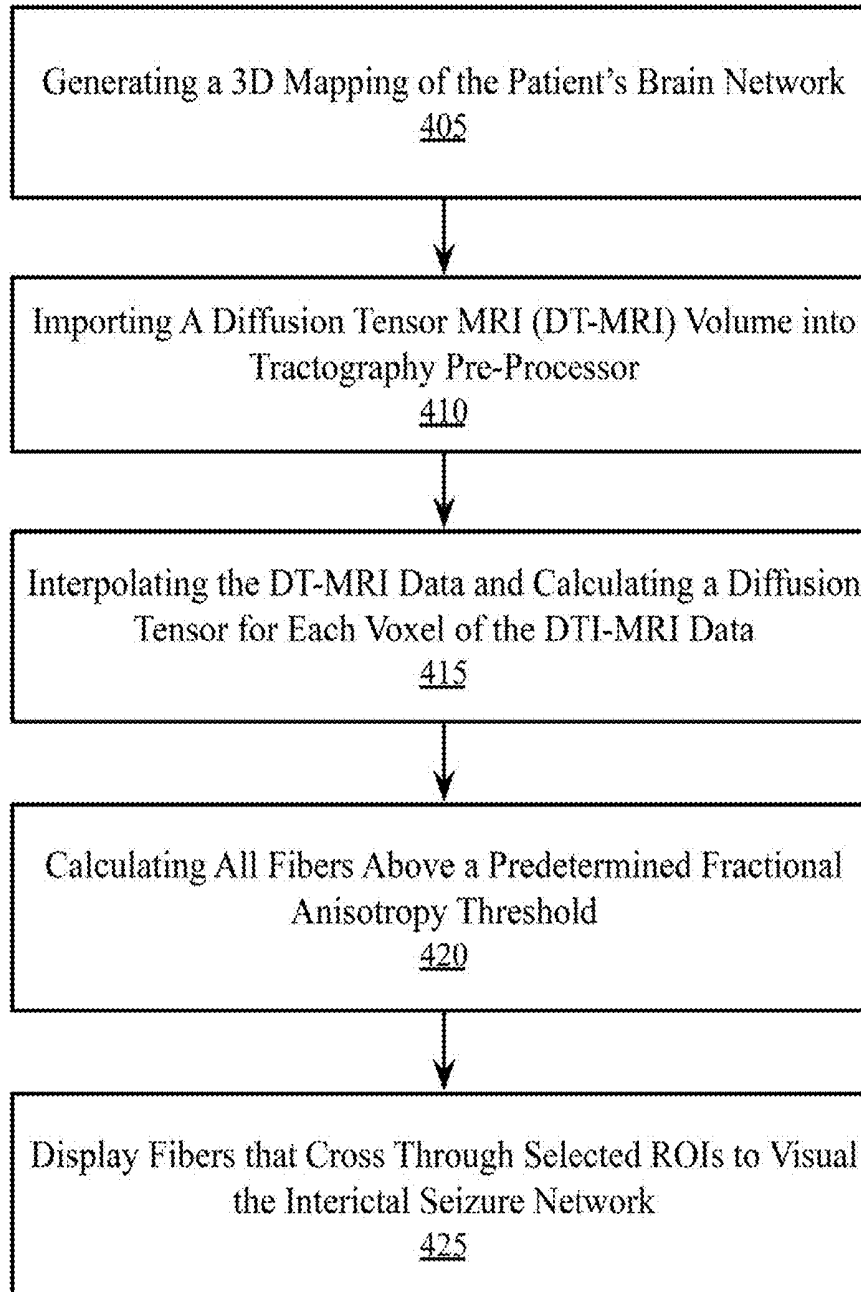 Generating a 3D Mapping of the Patient's Brain Network
405
Importing A Diffusion Tensor MRI (DT-MRI) Volume into
Tractography Pre-Processor
410
Interpolating the DT-MRI Data and Calculating a Diffusion
Tensor for Each Voxel of the DTI-MRI Data
415
Calculating All Fibers Above a Predetermined Fractional
Anisotropy Threshold
420
Display Fibers that Cross Through Selected ROIs to Visual
the Interictal Seizure Network
425